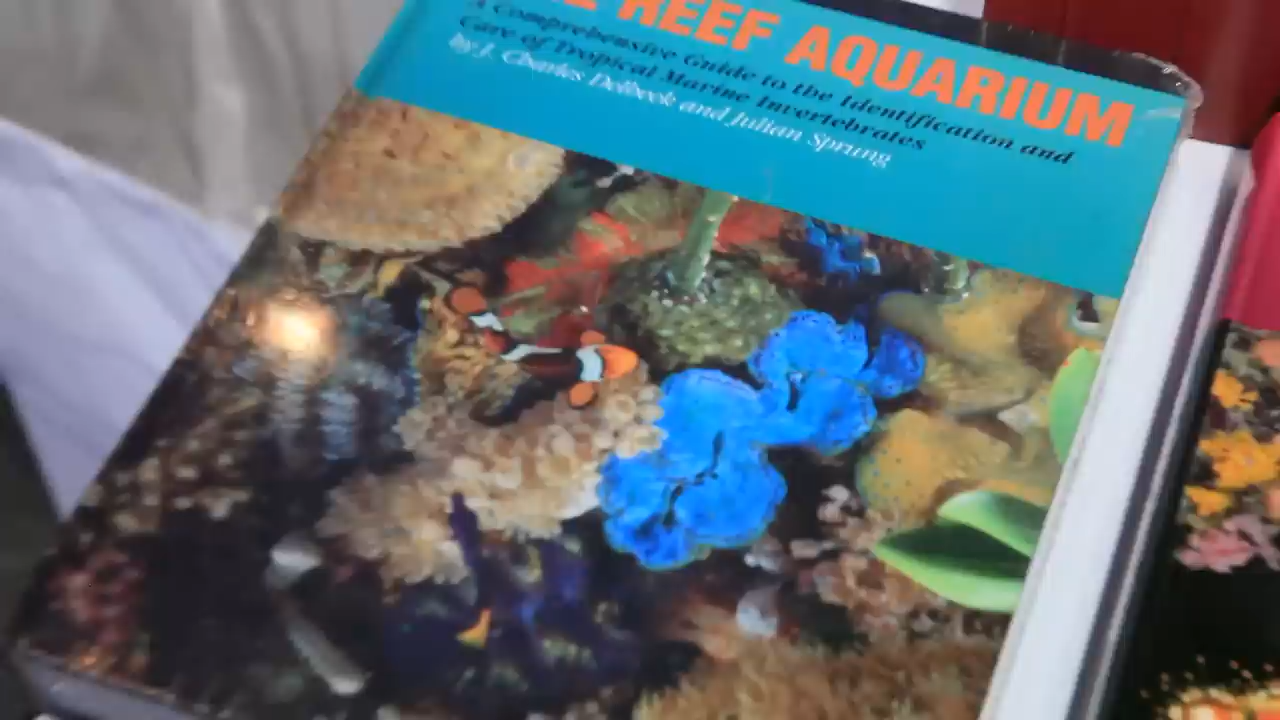 REEF AQUARIUM
A Comprehensive Guide to the Identification and
Care of Tropical Marine Invertebrates
by J. Charles Delbeek and Julian Sprung